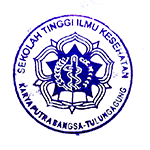 SEKOLAH TINGGI ILMU KESEHATAN
KARYA PUTRA BANGSA-TULUNGAGUNG